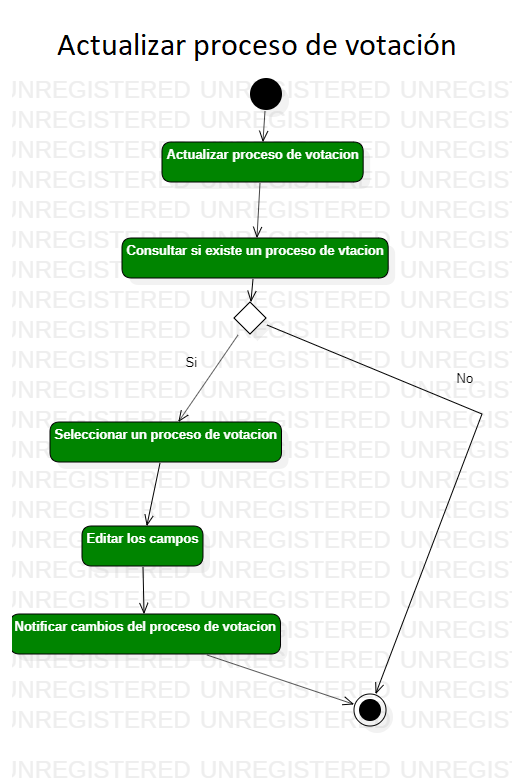 Actualizar proceso de votación
UNREGISTERED UNREGISTERED UNREGISTERED
Actualizar proceso de votacion
Consultar si existe un proceso de vtacion
Si
No
Seleccionar un proceso de votacion
Editar los campos
Notificar cambios del proceso de votacion